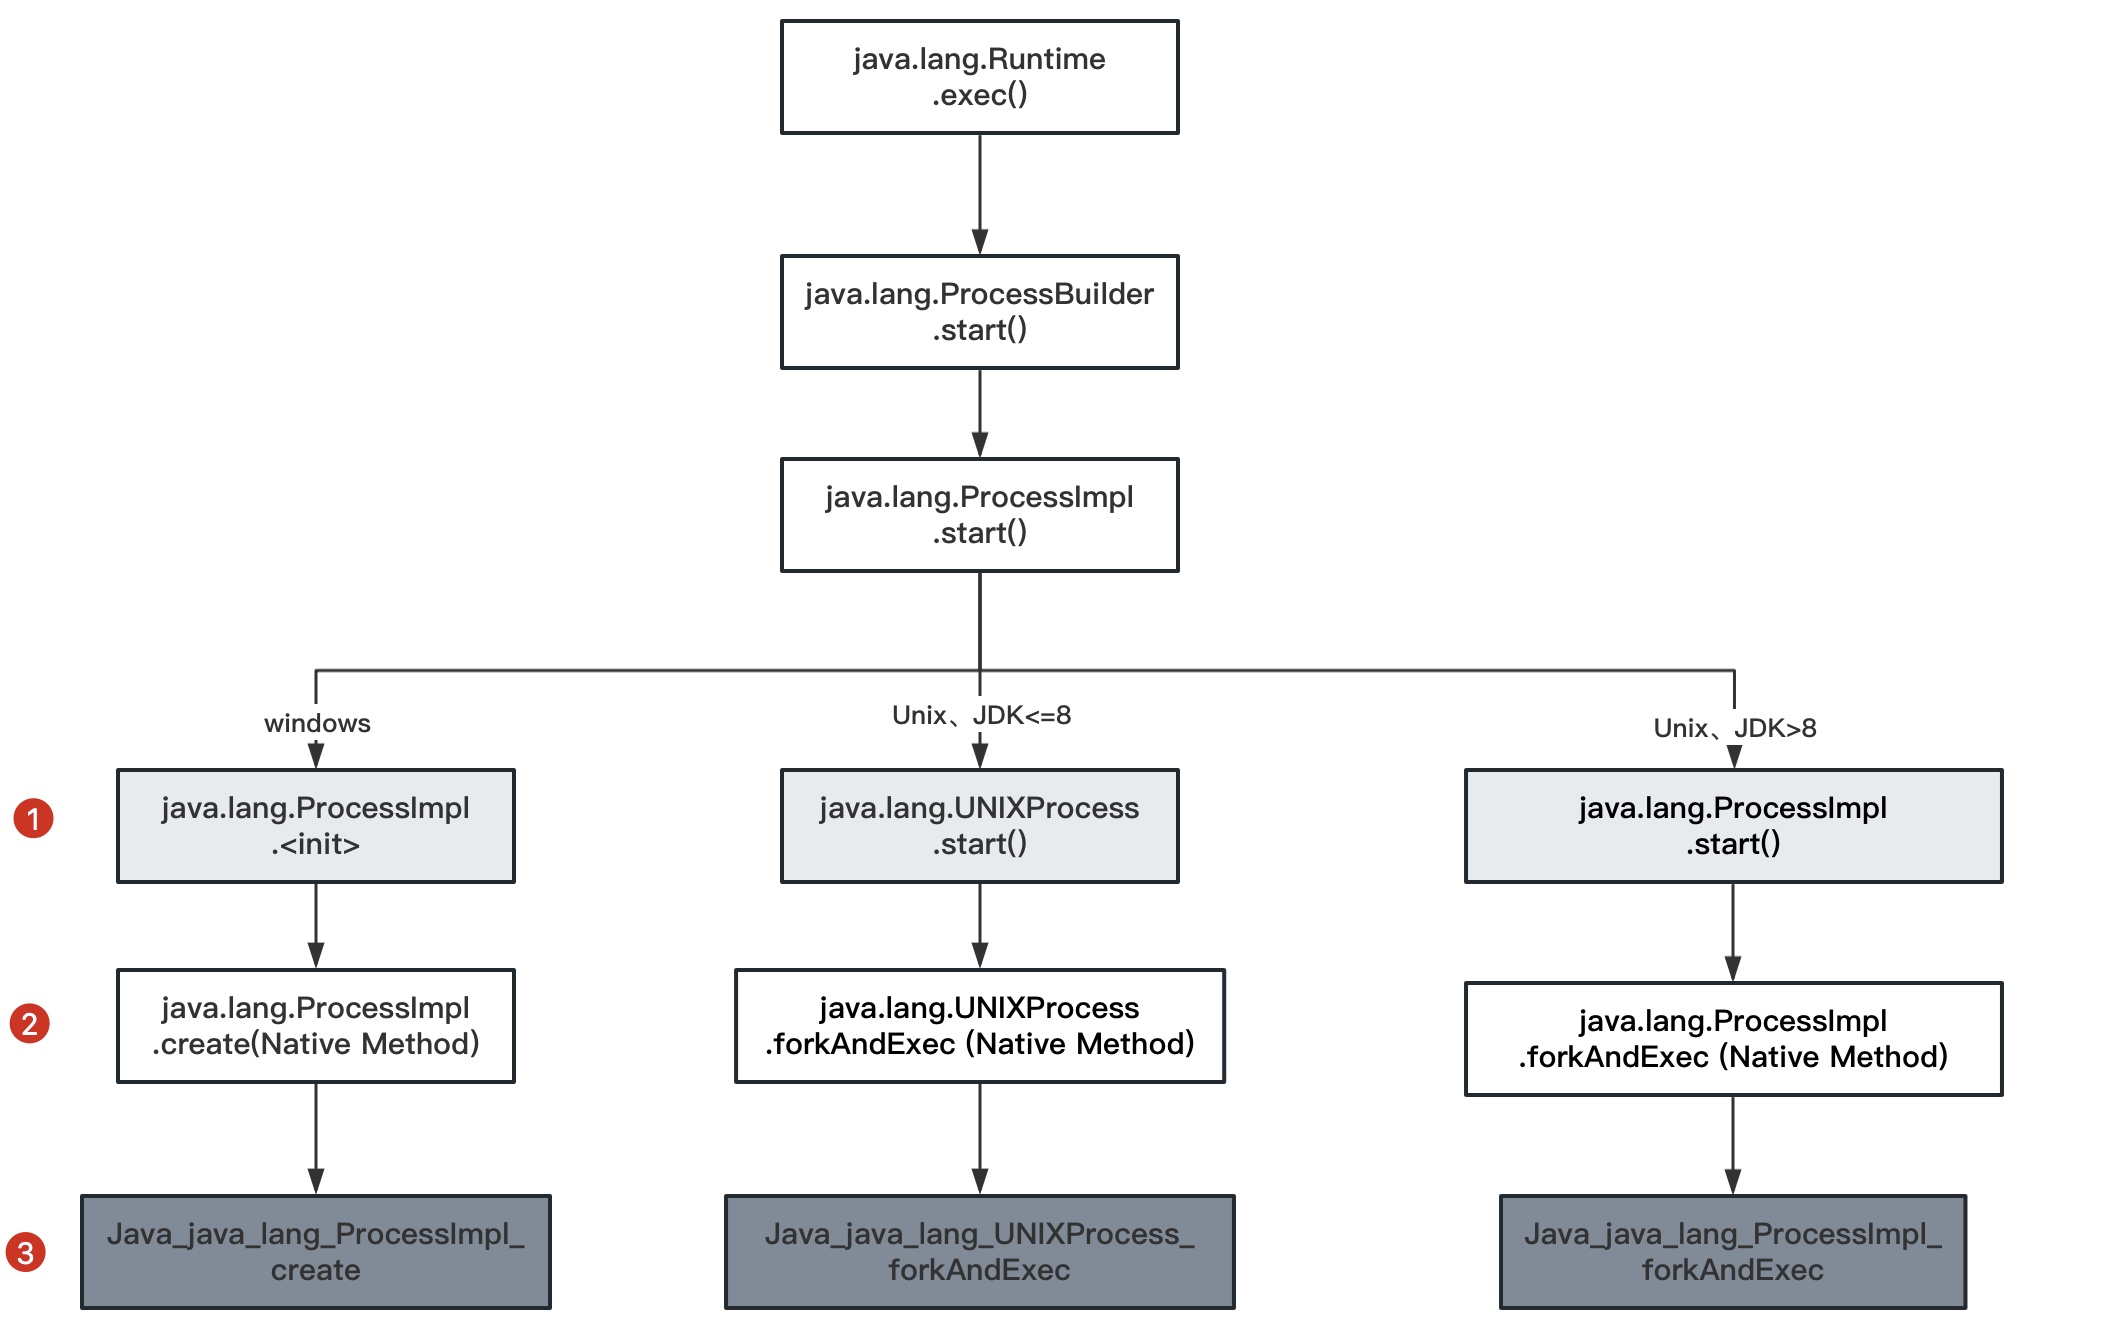 java.lang.Runtime
.exec()
java.lang.ProcessBuilder
.start()
java.lang.ProcessImpl
.start()
windows
Unix、JDK<=8
Unix、JDK>8
1
java.lang.ProcessImpl
.<init>
java.lang.UNIXProcess
.start()
java.lang.ProcessImpl
.start()
2
java.lang.ProcessImpl
.create(Native Method)
java.lang.UNIXProcess
.forkAndExec (Native Method)
java.lang.ProcessImpl
.forkAndExec (Native Method)
3
Java_java_lang_ProcessImpl_
create
Java_java_lang_UNIXProcess_
forkAndExec
Java_java_lang_ProcessImpl_
forkAndExec